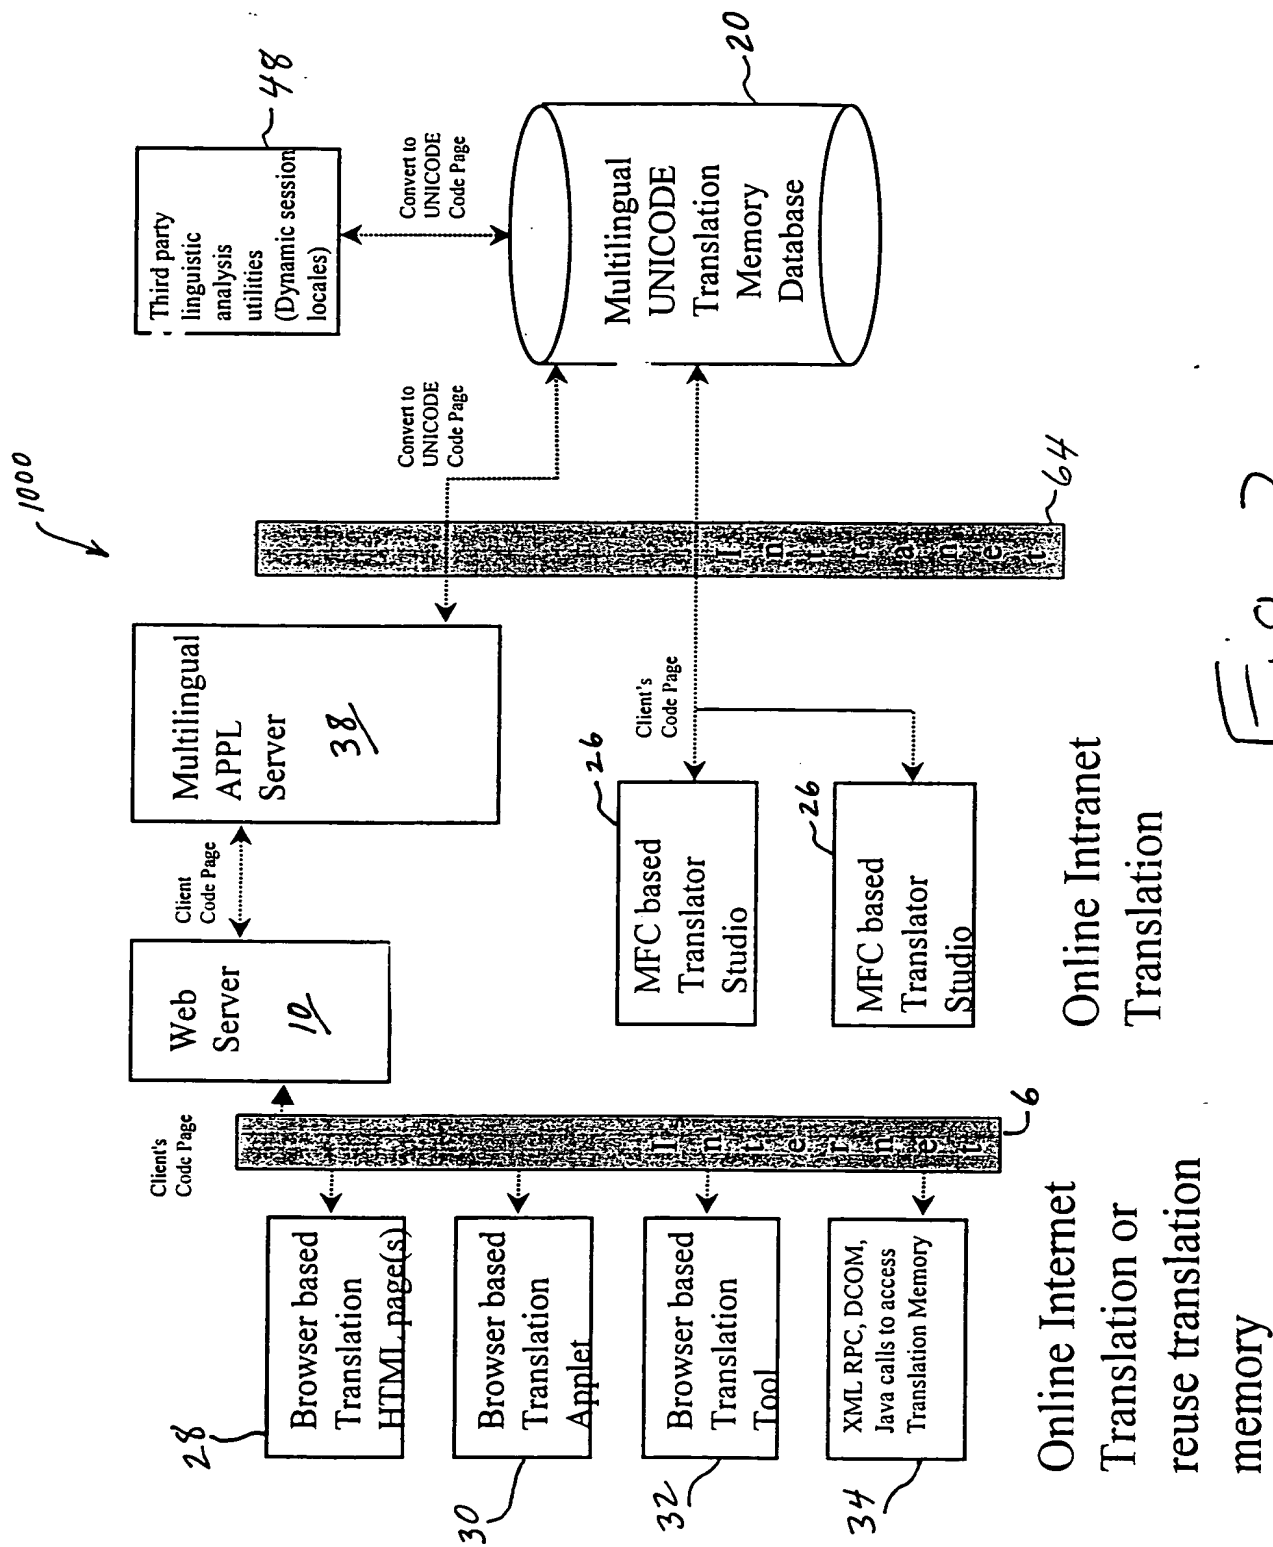 1000
Third party
linguistic
analysis
utilities
(Dynamic session
locales)
48
Convert to
UNICODE
Code Page
Multilingual
UNICODE
Translation
Memory
Database
20
Convert to
UNICODE
Code Page
Intranet
64
Multilingual
APPL
Server
38
Client
Code Page
Web
Server
10
Client's
Code Page
MFC based
Translator
Studio
26
MFC based
Translator
Studio
26
Online Intranet
Translation
Client's
Code Page
Internet
6
Browser based
Translation
HTML page(s)
28
Browser based
Translation
Applet
30
Browser based
Translation
Tool
32
XML RPC, DCOM,
Java calls to access
Translation Memory
34
Online Internet
Translation or
reuse translation
memory